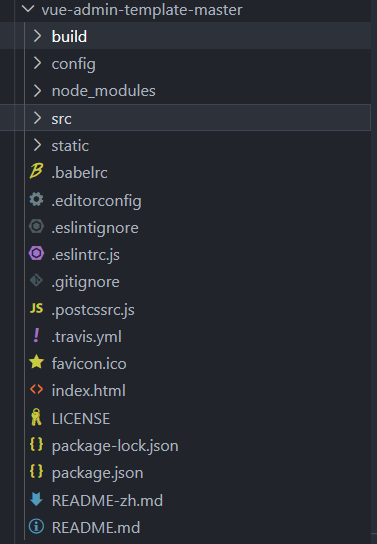 vue-admin-template-master
build
config
node_modules
src
static
.babelrc
.editorconfig
.eslintignore
.eslintrc.js
.gitignore
JS .postcssrc.js
.travis.yml
favicon.ico
index.html
LICENSE
package-lock.json
package.json
README-zh.md
README.md